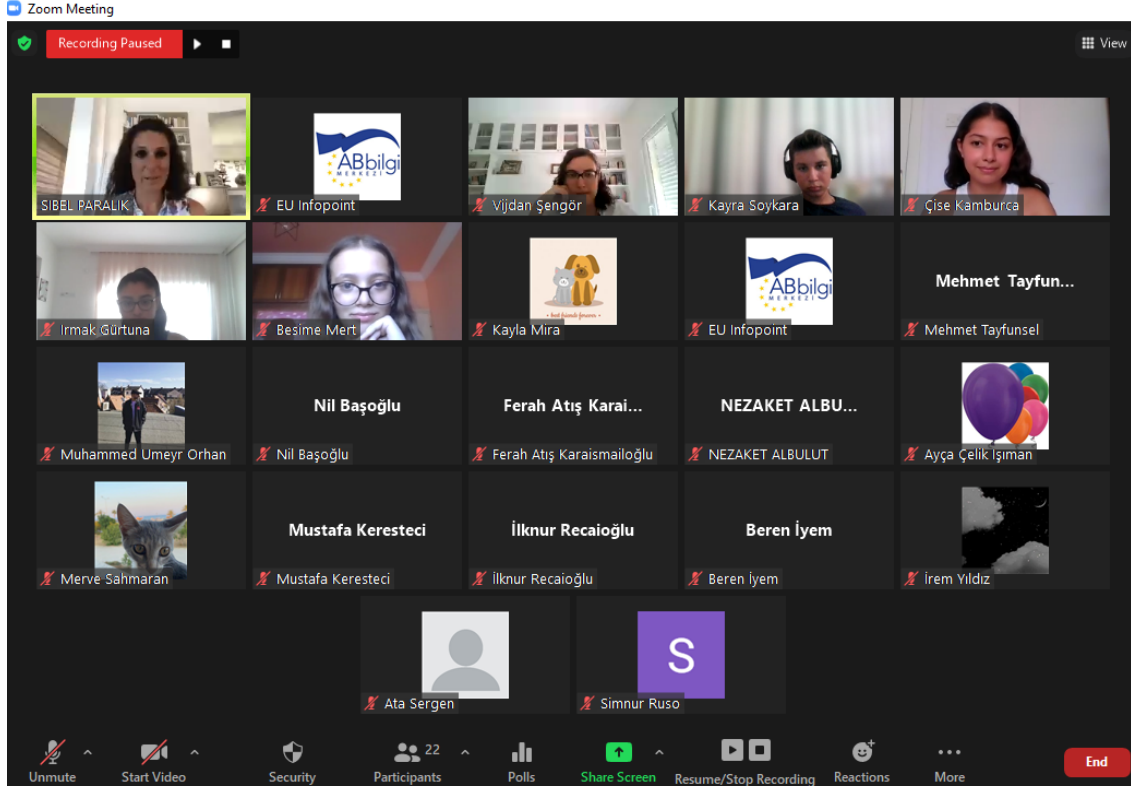 Zoom Meeting
Recording Paused
View
SIBEL PARALIK
ABbilgi
MERKEZİ
EU Infopoint
Vijdan Şengör
Kayra Soykara
Çise Kamburca
Irmak Gürtuna
Besime Mert
• best friends forever •
Kayla Mira
ABbilgi
MERKEZİ
EU Infopoint
Mehmet Tayfun...
Mehmet Tayfunsel
Muhammed Umeyr Orhan
Nil Başoğlu
Nil Başoğlu
Ferah Atış Karai...
Ferah Atış Karaismailoğlu
NEZAKET ALBU...
NEZAKET ALBULUT
Ayça Çelik Işıman
Merve Sahmaran
Mustafa Keresteci
Mustafa Keresteci
İlknur Recaioğlu
İlknur Recaioğlu
Beren İyem
Beren İyem
İrem Yıldız
Ata Sergen
S
Simnur Ruso
Unmute
Start Video
Security
22
Participants
Polls
Share Screen
Resume/Stop Recording
Reactions
More
End